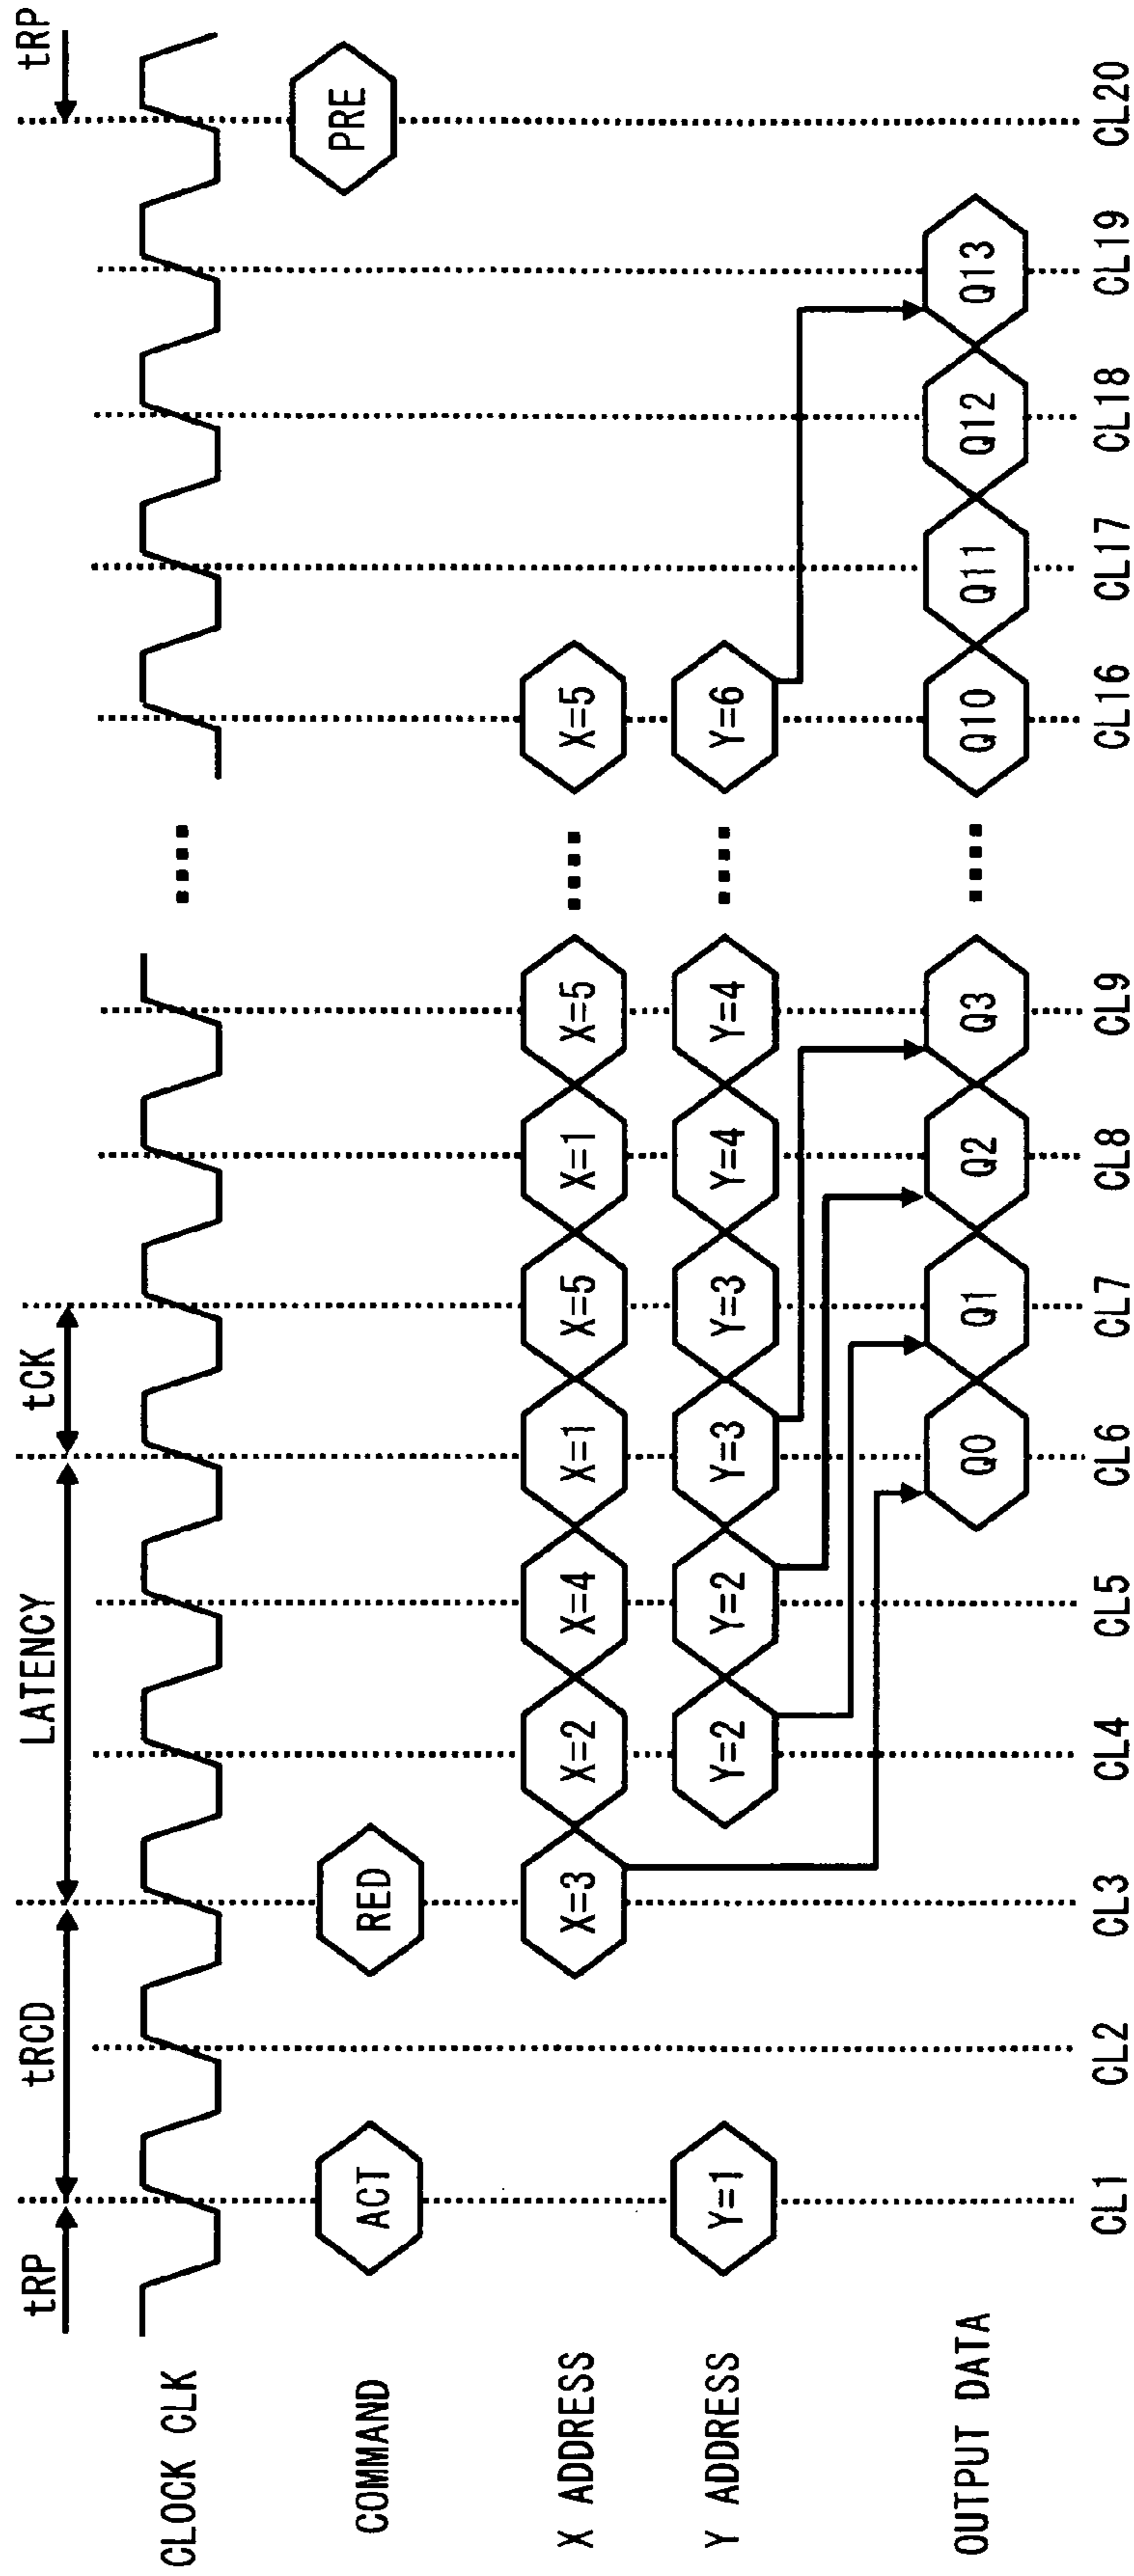 tRP tRCD LATENCY tCK tRP
CLOCK CLK
COMMAND ACT RED PRE
X ADDRESS X=3 X=2 X=4 X=1 X=5 X=1 X=5 X=5
Y ADDRESS Y=1 Y=2 Y=2 Y=3 Y=3 Y=4 Y=4 Y=6
OUTPUT DATA Q0 Q1 Q2 Q3 Q10 Q11 Q12 Q13
CL1 CL2 CL3 CL4 CL5 CL6 CL7 CL8 CL9 CL16 CL17 CL18 CL19 CL20